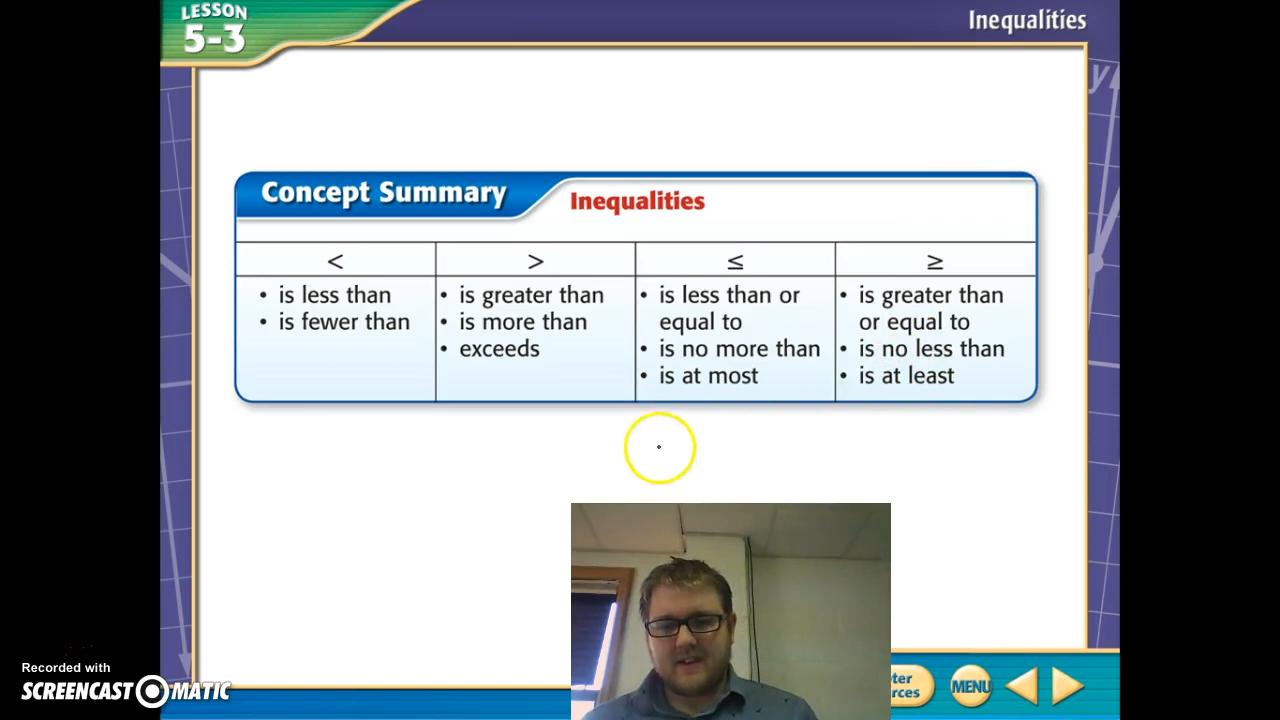 LESSON
5-3
Inequalities
Concept Summary
Inequalities
<
>
≤
≥
• is less than
• is fewer than
• is greater than
• is more than
• exceeds
• is less than or
equal to
• is no more than
• is at most
• is greater than
or equal to
• is no less than
• is at least
y
Recorded with
SCREENCAST MATIC
MENU